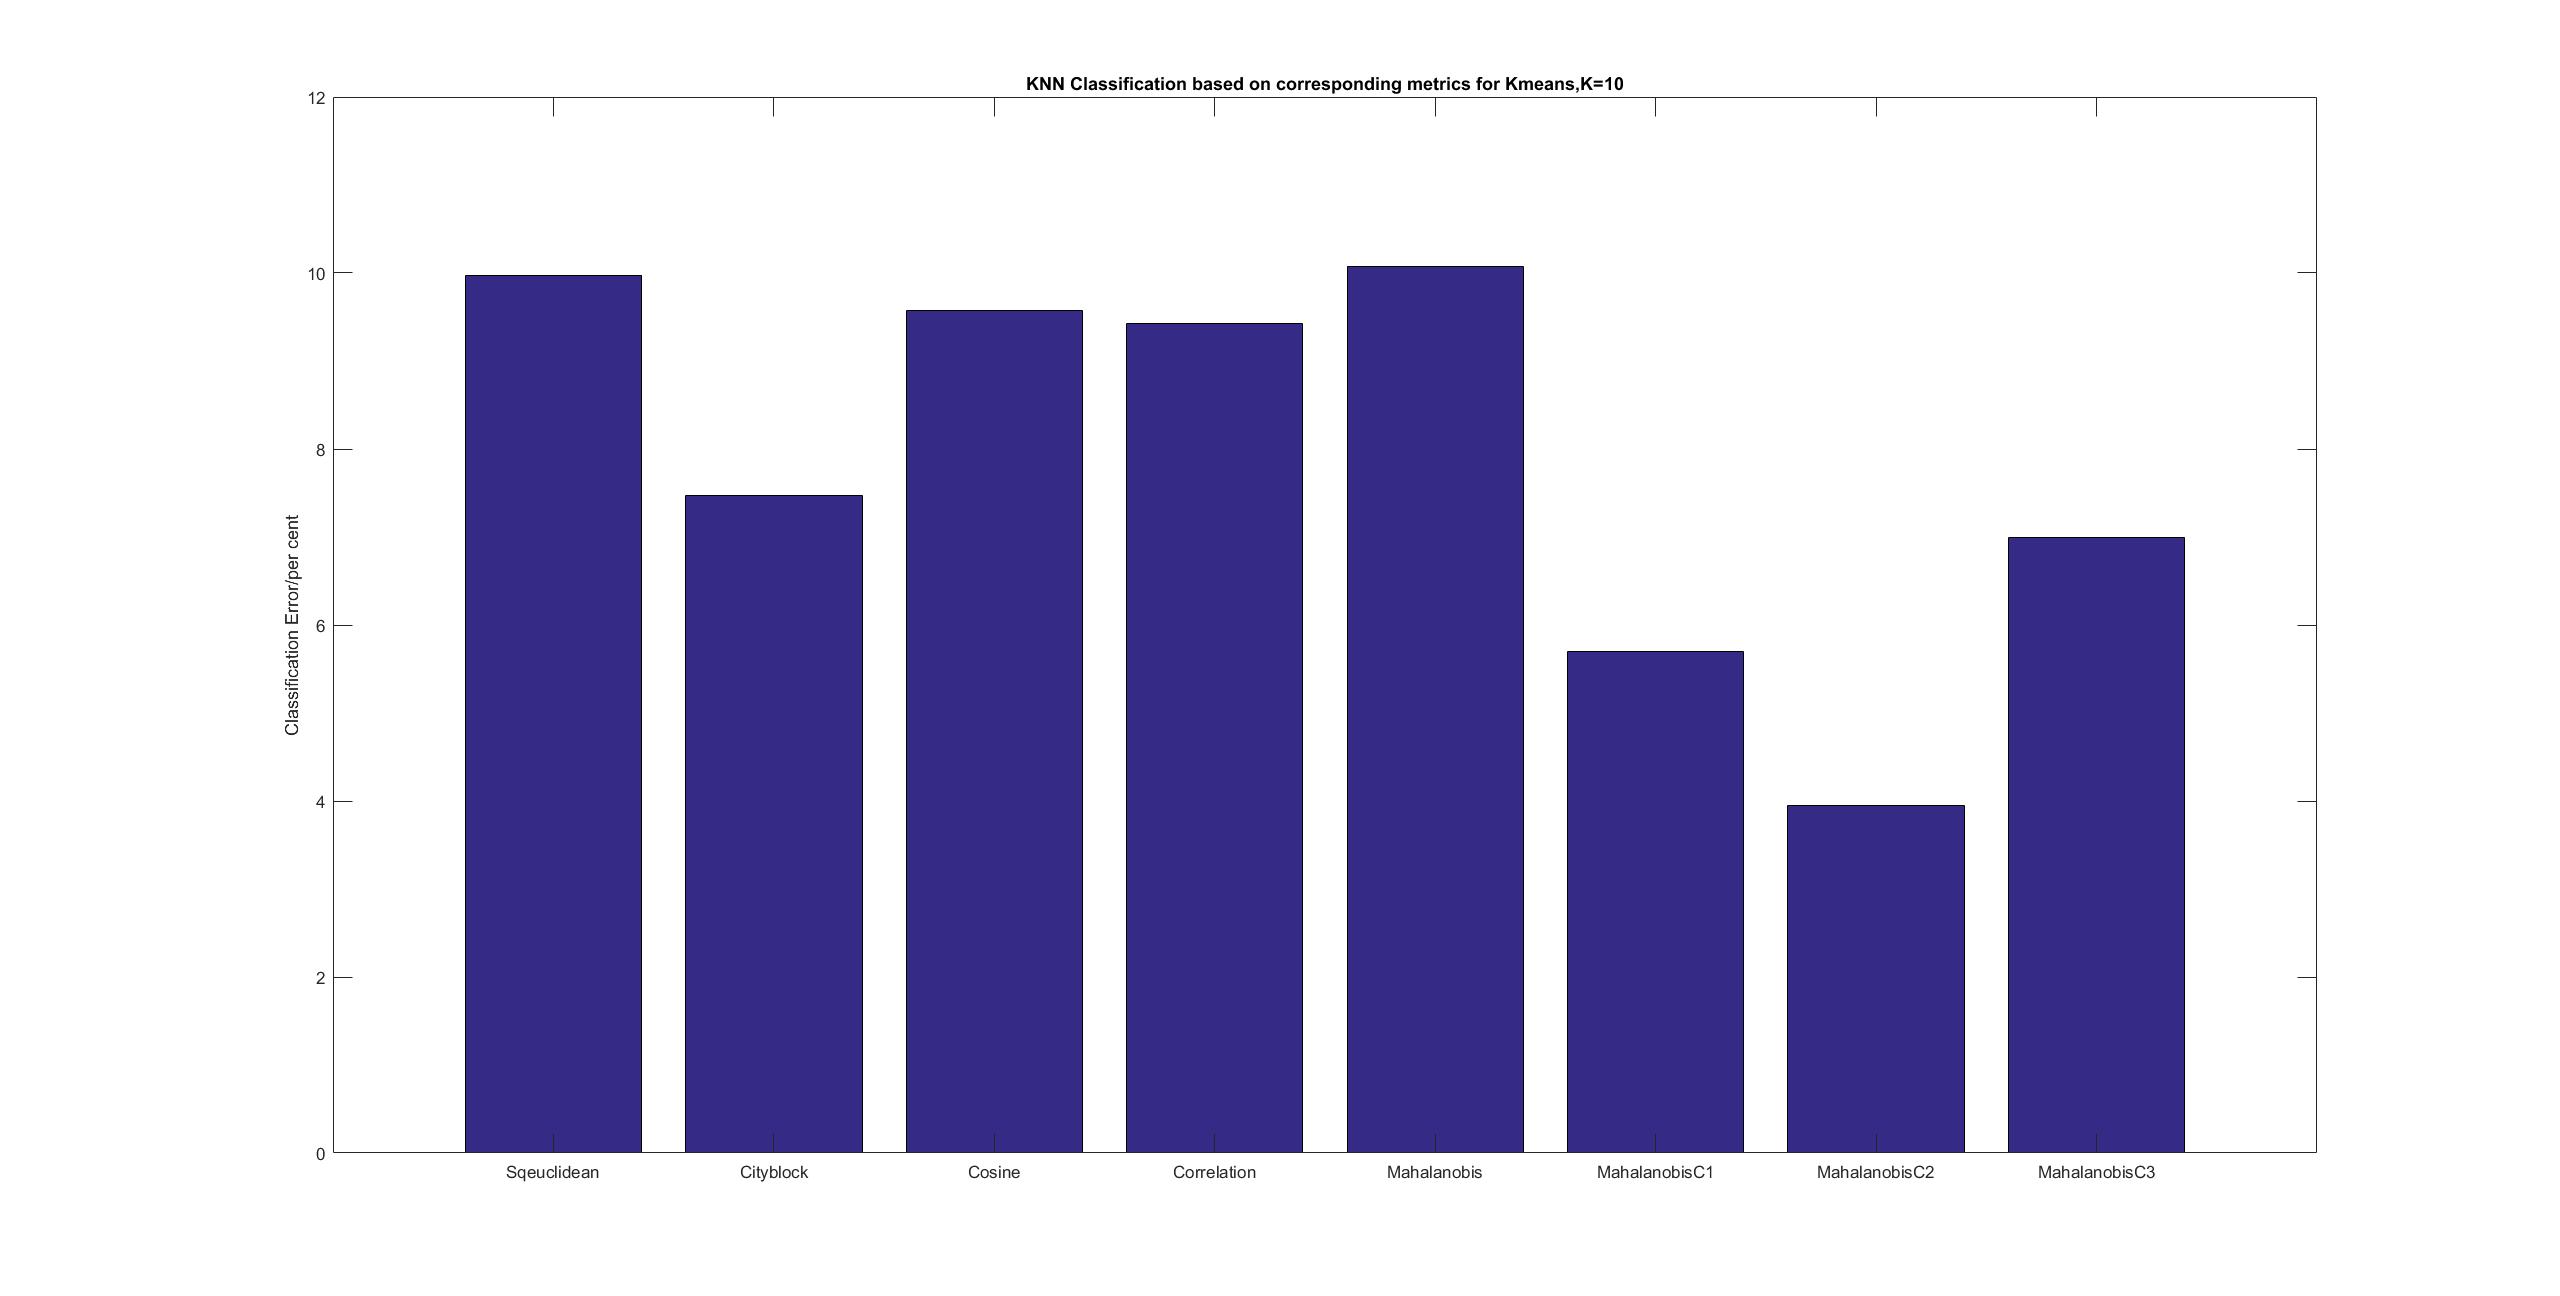 KNN Classification based on corresponding metrics for Kmeans,K=10
12
10
8
6
4
2
0
Classification Error/per cent
Sqeuclidean Cityblock Cosine Correlation Mahalanobis MahalanobisC1 MahalanobisC2 MahalanobisC3